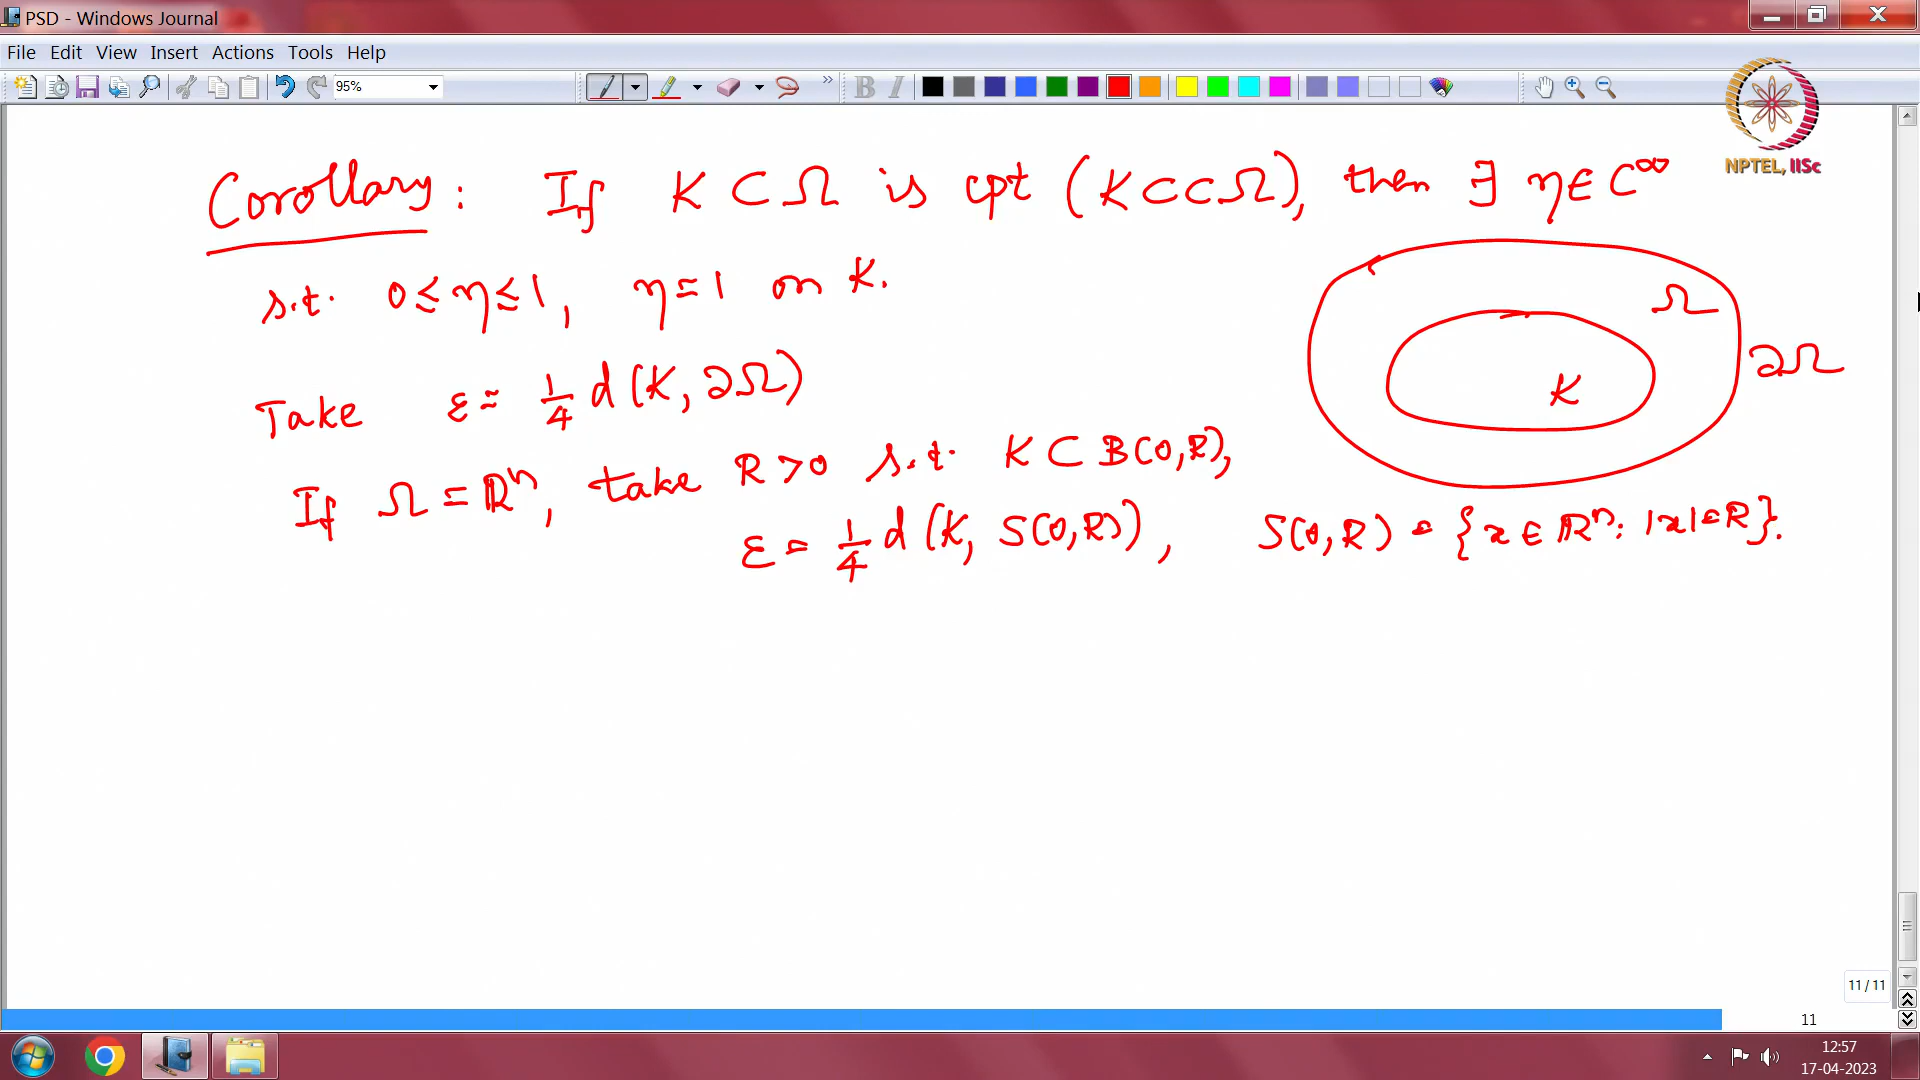 PSD - Windows Journal
File Edit View Insert Actions Tools Help
95%
B I
NPTEL, IISc
Corollary : If K ⊂ Ω is cpt (K ⊂⊂ Ω), then ∃ η ∈ C^∞
s.t. 0 ≤ η ≤ 1, η = 1 on K.
Ω
K
∂Ω
Take ε = 1/4 d (K, ∂Ω)
If Ω = ℝ^n, take R > 0 s.t. K ⊂ B(0,R),
ε = 1/4 d (K, S(0,R)), S(0,R) = {x ∈ ℝ^n : |x| = R}.
11 / 11
11
12:57
17-04-2023